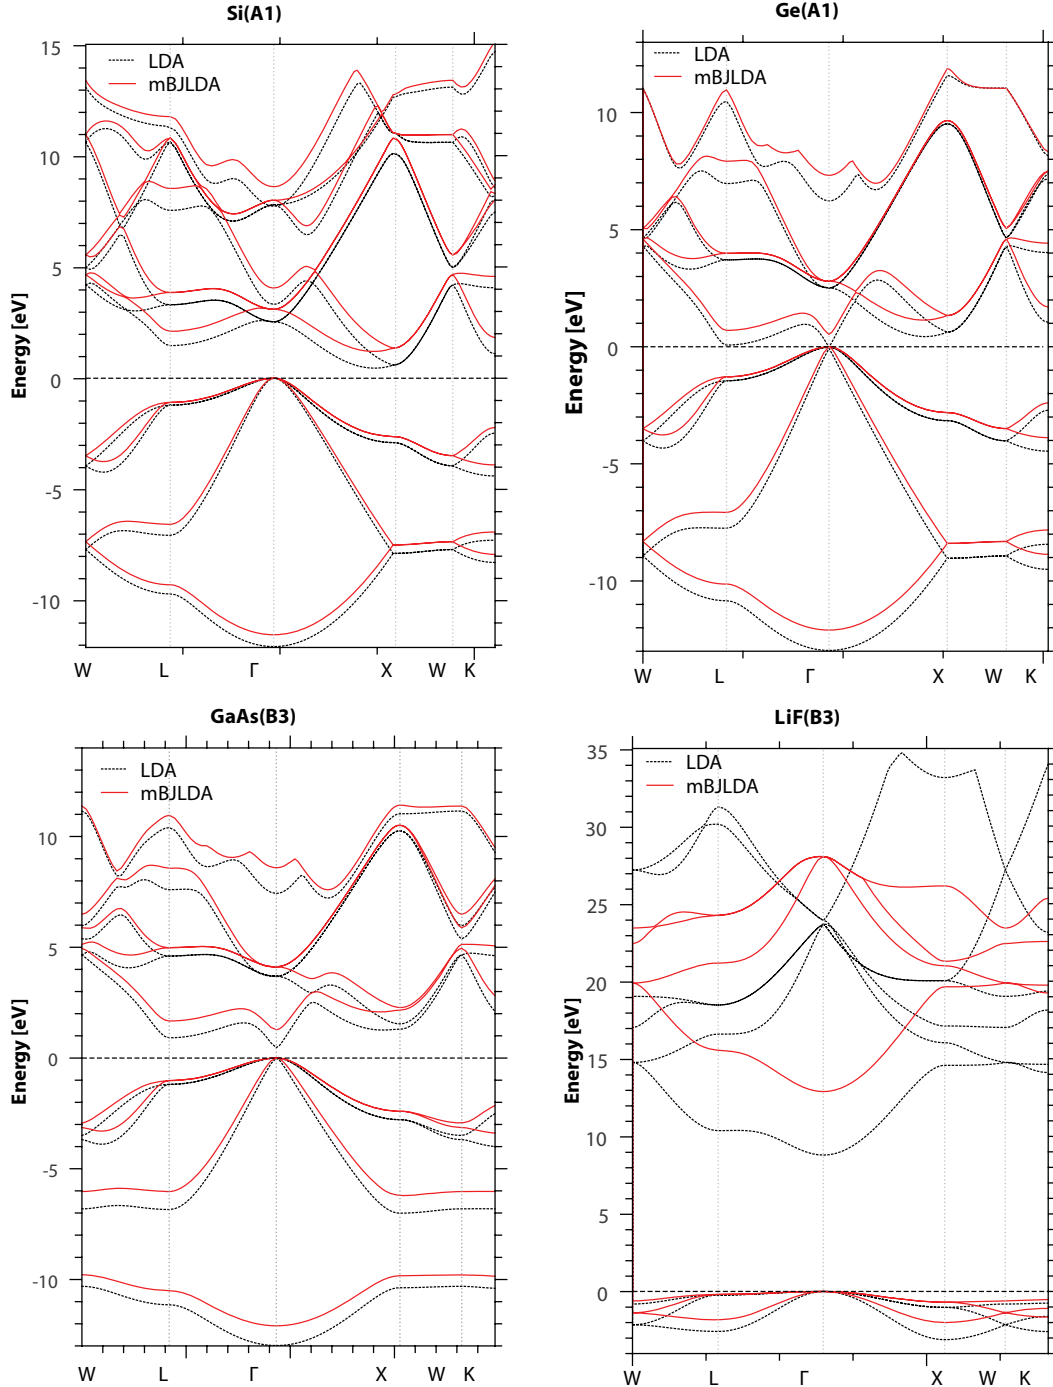 Si(A1)
LDA
mBJLDA
Energy [eV]
15
10
5
0
-5
-10
W L Γ X W K
Ge(A1)
LDA
mBJLDA
Energy [eV]
10
5
0
-5
-10
W L Γ X W K
GaAs(B3)
LDA
mBJLDA
Energy [eV]
10
5
0
-5
-10
W L Γ X W K
LiF(B3)
LDA
mBJLDA
Energy [eV]
35
30
25
20
15
10
5
0
W L Γ X W K